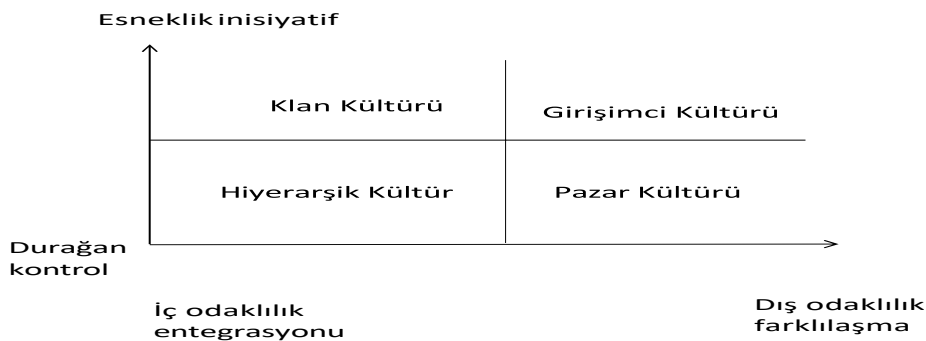 Esneklik inisiyatif
Klan Kültürü
Girişimci Kültürü
Hiyerarşik Kültür
Pazar Kültürü
Durağan
kontrol
İç odaklılık
entegrasyonu
Dış odaklılık
farklılaşma